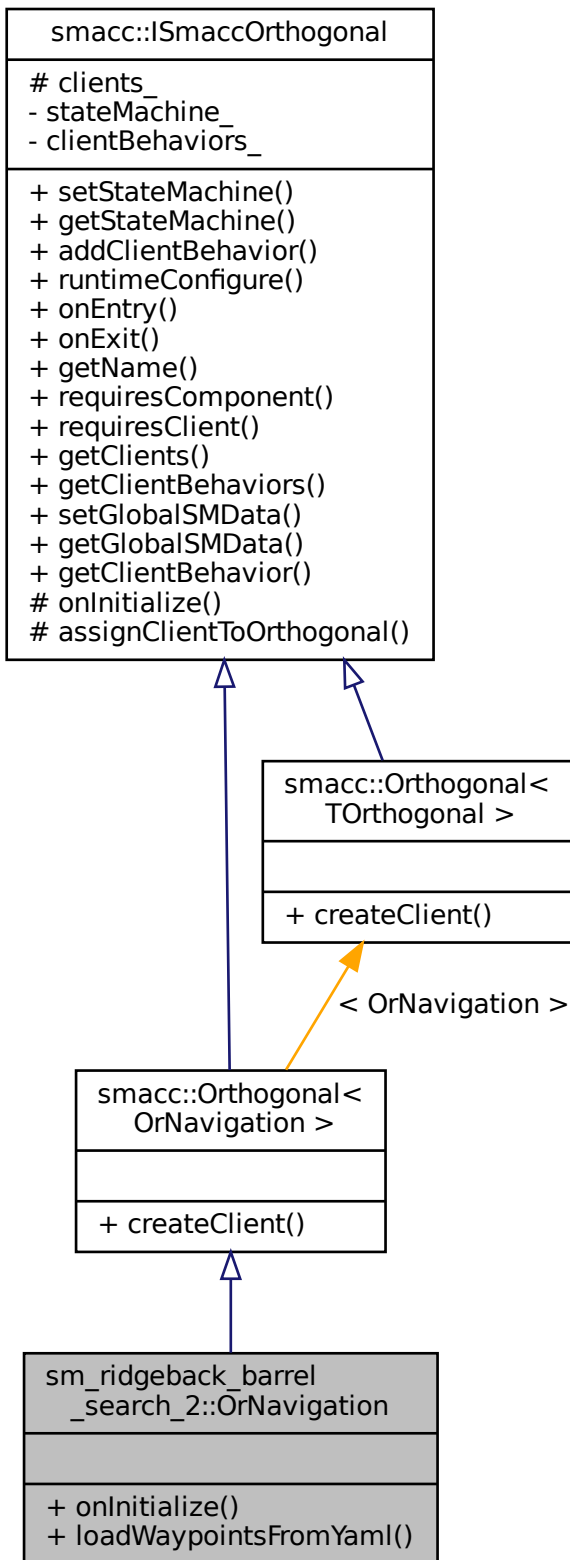 smacc::ISmaccOrthogonal
# clients_
- stateMachine_
- clientBehaviors_
+ setStateMachine()
+ getStateMachine()
+ addClientBehavior()
+ runtimeConfigure()
+ onEntry()
+ onExit()
+ getName()
+ requiresComponent()
+ requiresClient()
+ getClients()
+ getClientBehaviors()
+ setGlobalSMData()
+ getGlobalSMData()
+ getClientBehavior()
# onInitialize()
# assignClientToOrthogonal()
smacc::Orthogonal<
TOrthogonal >
+ createClient()
< OrNavigation >
smacc::Orthogonal<
OrNavigation >
+ createClient()
sm_ridgeback_barrel
_search_2::OrNavigation
+ onInitialize()
+ loadWaypointsFromYaml()